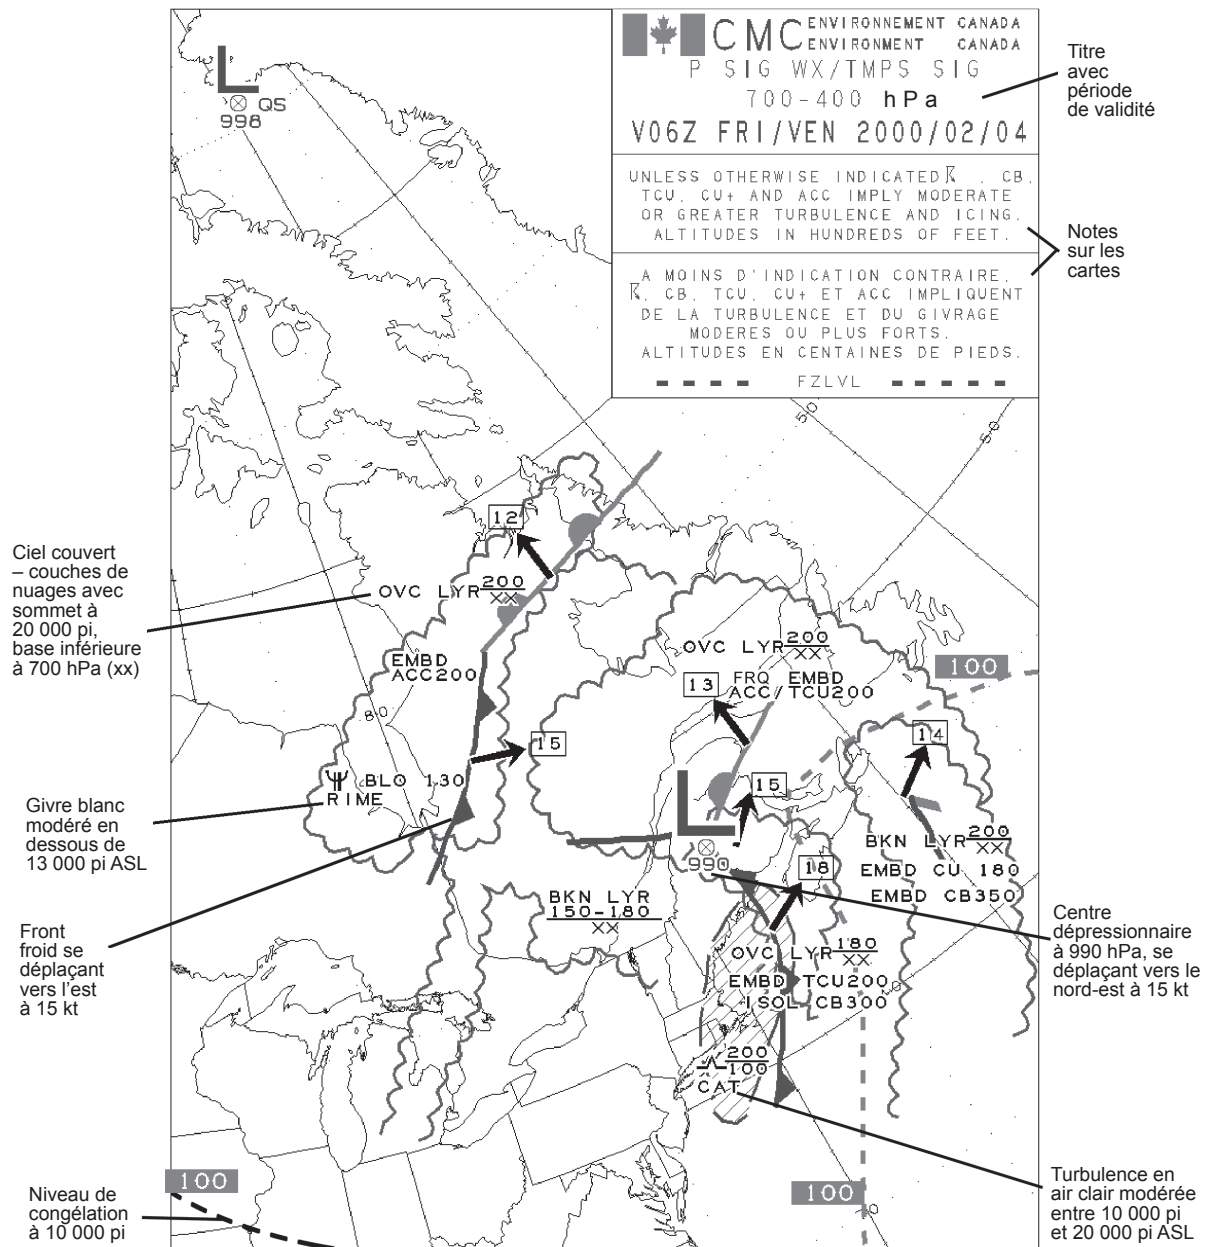 ENVIRONNEMENT CANADA
CMC ENVIRONMENT CANADA
P SIG WX/TMPS SIG
700-400 hPa
V06Z FRI/VEN 2000/02/04
UNLESS OTHERWISE INDICATED , CB,
TCU, CU+ AND ACC IMPLY MODERATE
OR GREATER TURBULENCE AND ICING.
ALTITUDES IN HUNDREDS OF FEET.
A MOINS D'INDICATION CONTRAIRE,
, CB, TCU, CU+ ET ACC IMPLIQUENT
DE LA TURBULENCE ET DU GIVRAGE
MODERES OU PLUS FORTS.
ALTITUDES EN CENTAINES DE PIEDS.
FZLVL
Titre
avec
période
de validité
Notes
sur les
cartes
L
QS
998
50
50
12
Ciel couvert
– couches de
nuages avec
sommet à
20 000 pi,
base inférieure
à 700 hPa (xx)
OVC LYR 200
XX
EMBD
ACC200
80
15
BLO 130
RIME
Givre blanc
modéré en
dessous de
13 000 pi ASL
Front
froid se
déplaçant
vers l'est
à 15 kt
OVC LYR 200
XX
FRQ EMBD
ACC/TCU200
13
100
14
15
L
990
18
BKN LYR 200
XX
EMBD CU 180
EMBD CB350
BKN LYR
150-180
XX
OVC LYR 180
XX
EMBD TCU200
ISOL CB300
200
100
CAT
Centre
dépressionnaire
à 990 hPa, se
déplaçant vers le
nord-est à 15 kt
Niveau de
congélation
à 10 000 pi
100
100
Turbulence en
air clair modérée
entre 10 000 pi
et 20 000 pi ASL